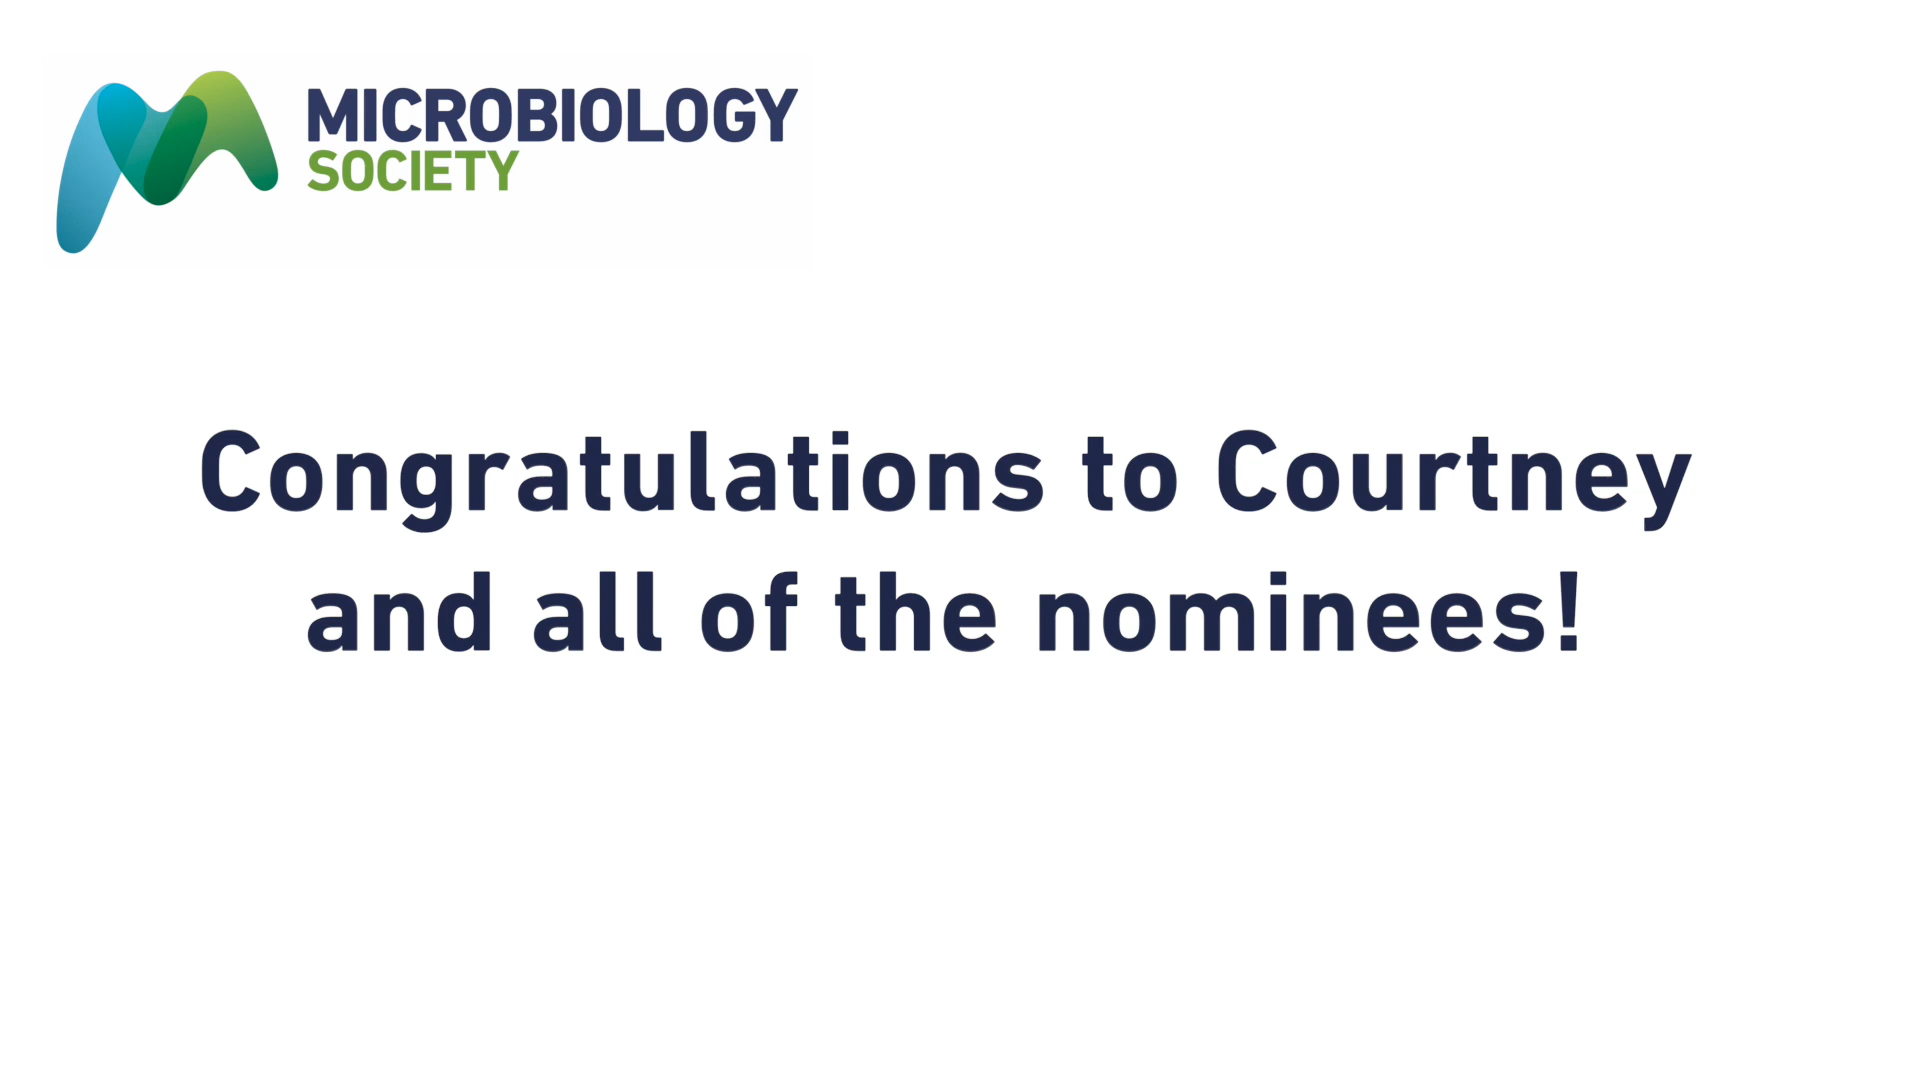 MICROBIOLOGY
SOCIETY
Congratulations to Courtney
and all of the nominees!